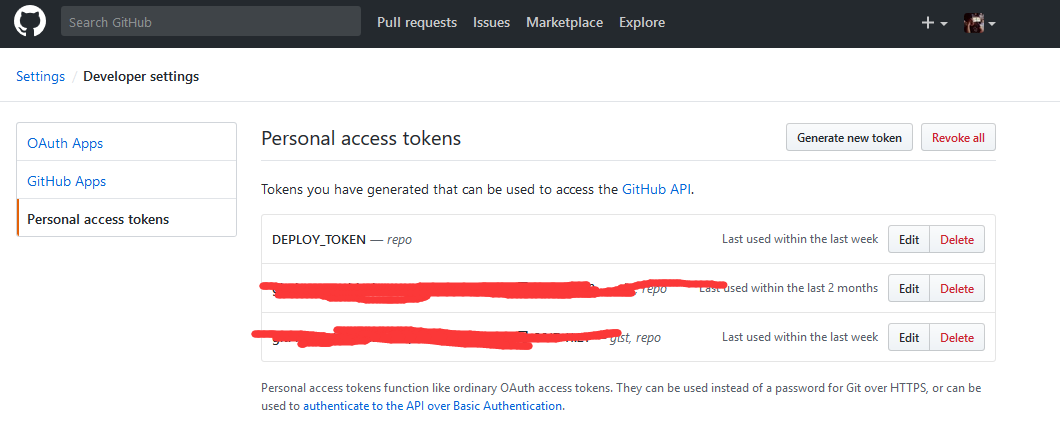 Search GitHub
Pull requests Issues Marketplace Explore
Settings / Developer settings
OAuth Apps
GitHub Apps
Personal access tokens
Personal access tokens
Generate new token Revoke all
Tokens you have generated that can be used to access the GitHub API.
DEPLOY_TOKEN — repo Last used within the last week Edit Delete
repo Last used within the last 2 months Edit Delete
gist, repo Last used within the last week Edit Delete
Personal access tokens function like ordinary OAuth access tokens. They can be used instead of a password for Git over HTTPS, or can be
used to authenticate to the API over Basic Authentication.